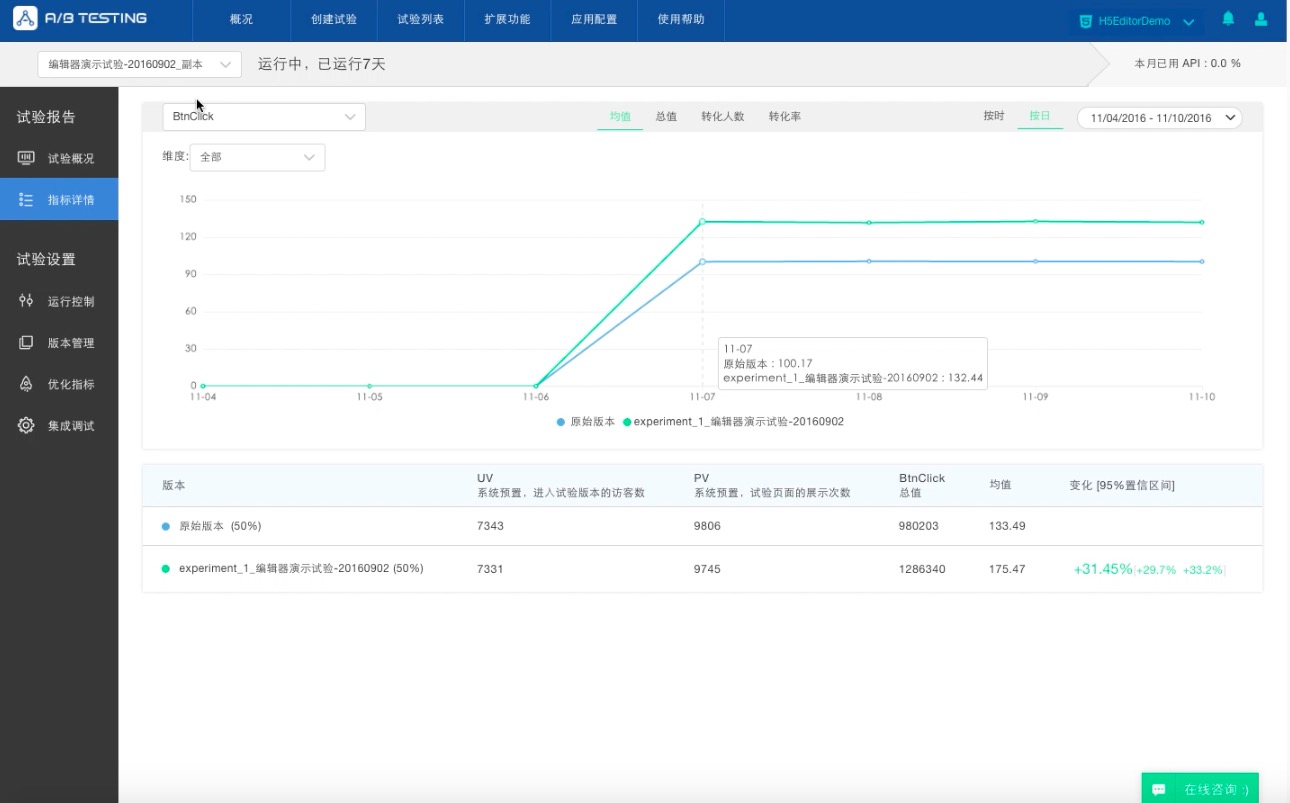 A/B TESTING
概况
创建试验
试验列表
扩展功能
应用配置
使用帮助
H5EditorDemo
编辑器演示试验-20160902_副本
运行中，已运行7天
本月已用 API : 0.0 %
试验报告
试验概况
指标详情
试验设置
运行控制
版本管理
优化指标
集成调试
BtnClick
均值
总值
转化人数
转化率
按时
按日
11/04/2016 - 11/10/2016
维度:
全部
150
120
90
60
30
0
11-04
11-05
11-06
11-07
11-08
11-09
11-10
11-07
原始版本 : 100.17
experiment_1_编辑器演示试验-20160902 : 132.44
原始版本
experiment_1_编辑器演示试验-20160902
版本
UV
系统预置，进入试验版本的访客数
PV
系统预置，试验页面的展示次数
BtnClick
总值
均值
变化 [95%置信区间]
原始版本 (50%)
7343
9806
980203
133.49
experiment_1_编辑器演示试验-20160902 (50%)
7331
9745
1286340
175.47
+31.45%[+29.7% +33.2%]
在线咨询 :)